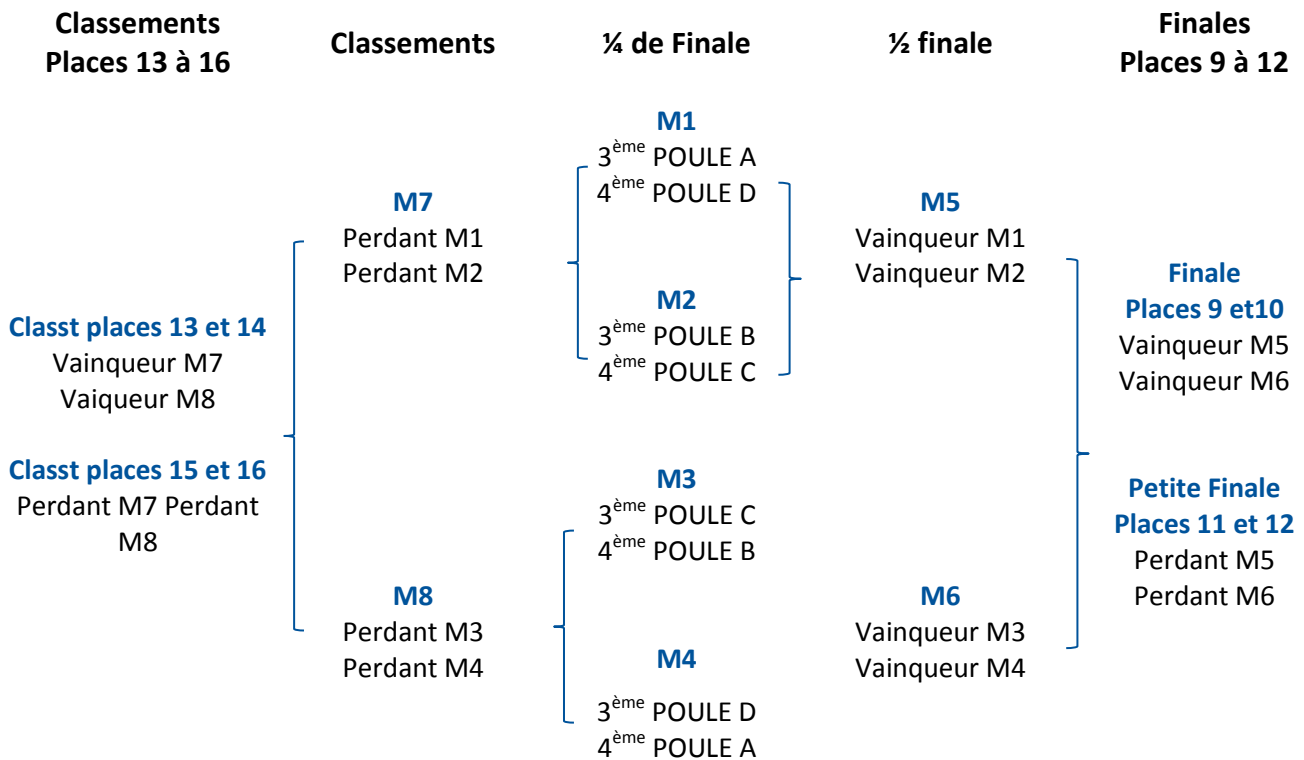 Classements
Places 13 à 16
Classements
¼ de Finale
½ finale
Finales
Places 9 à 12
M1
3ème POULE A
4ème POULE D
M7
Perdant M1
Perdant M2
M5
Vainqueur M1
Vainqueur M2
M2
3ème POULE B
4ème POULE C
Classt places 13 et 14
Vainqueur M7
Vaiqueur M8
Finale
Places 9 et10
Vainqueur M5
Vainqueur M6
Classt places 15 et 16
Perdant M7 Perdant
M8
M3
3ème POULE C
4ème POULE B
Petite Finale
Places 11 et 12
Perdant M5
Perdant M6
M8
Perdant M3
Perdant M4
M6
Vainqueur M3
Vainqueur M4
M4
3ème POULE D
4ème POULE A